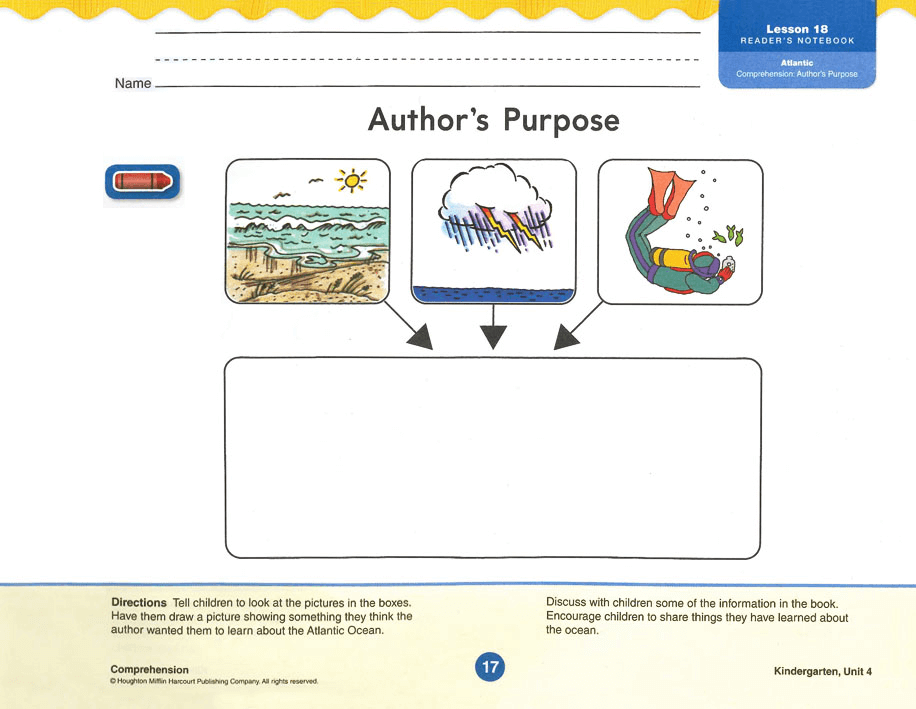 Lesson 18
READER'S NOTEBOOK
Atlantic
Comprehension: Author's Purpose
Name
Author's Purpose
Directions Tell children to look at the pictures in the boxes.
Have them draw a picture showing something they think the
author wanted them to learn about the Atlantic Ocean.
Discuss with children some of the information in the book.
Encourage children to share things they have learned about
the ocean.
Comprehension
© Houghton Mifflin Harcourt Publishing Company. All rights reserved.
17
Kindergarten, Unit 4